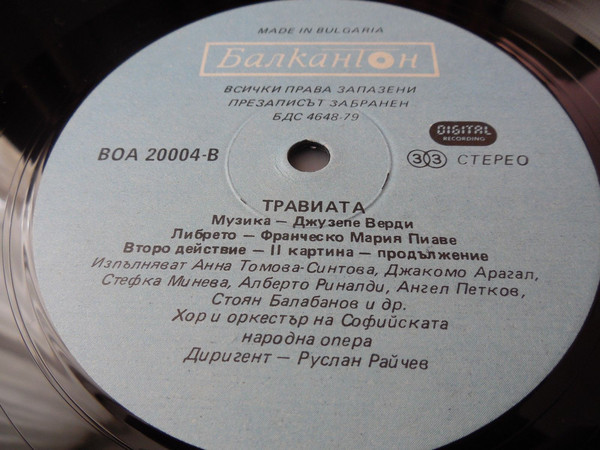 MADE IN BULGARIA
Балкантон
ВСИЧКИ ПРАВА ЗАПАЗЕНИ
ПРЕЗАПИСЪТ ЗАБРАНЕН
БДС 4648-79
DIGITAL
RECORDING
ВОА 20004-В
33 СТЕРЕО
ТРАВИАТА
Музика — Джузепе Верди
Либрето — Франческо Мария Пиаве
Второ действие — II картина — продължение
Изпълняват Анна Томова-Синтова, Джакомо Арагал,
Стефка Минева, Алберто Риналди, Ангел Петков,
Стоян Балабанов и др.
Хор и оркестър на Софийската
народна опера
Диригент — Руслан Райчев